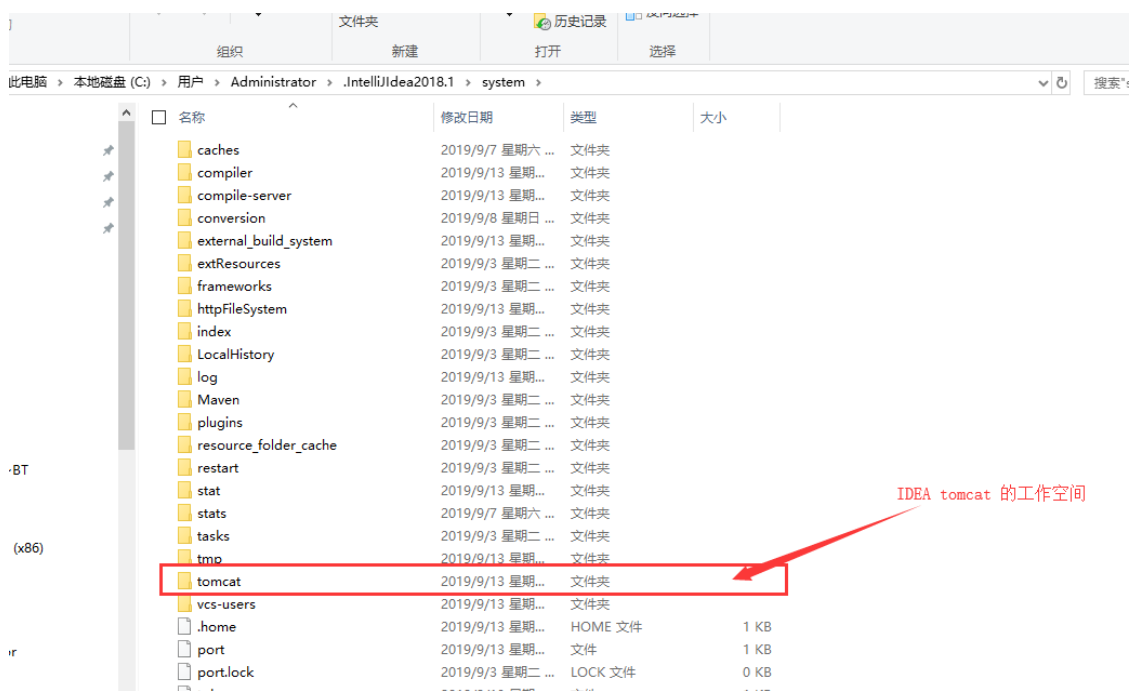 文件夹
历史记录
组织
新建
打开
选择
此电脑 › 本地磁盘 (C:) › 用户 › Administrator › .IntelliJIdea2018.1 › system ›
搜索"s
名称 修改日期 类型 大小
caches 2019/9/7 星期六 ... 文件夹
compiler 2019/9/13 星期... 文件夹
compile-server 2019/9/13 星期... 文件夹
conversion 2019/9/8 星期日 ... 文件夹
external_build_system 2019/9/13 星期... 文件夹
extResources 2019/9/3 星期二 ... 文件夹
frameworks 2019/9/3 星期二 ... 文件夹
httpFileSystem 2019/9/13 星期... 文件夹
index 2019/9/3 星期二 ... 文件夹
LocalHistory 2019/9/3 星期二 ... 文件夹
log 2019/9/13 星期... 文件夹
Maven 2019/9/3 星期二 ... 文件夹
plugins 2019/9/3 星期二 ... 文件夹
resource_folder_cache 2019/9/3 星期二 ... 文件夹
-BT
restart 2019/9/3 星期二 ... 文件夹
stat 2019/9/13 星期... 文件夹
IDEA tomcat 的工作空间
stats 2019/9/7 星期六 ... 文件夹
tasks 2019/9/3 星期二 ... 文件夹
(x86)
tmp 2019/9/13 星期... 文件夹
tomcat 2019/9/13 星期... 文件夹
vcs-users 2019/9/13 星期... 文件夹
.home 2019/9/13 星期... HOME 文件 1 KB
port 2019/9/13 星期... 文件 1 KB
port.lock 2019/9/3 星期二 ... LOCK 文件 0 KB